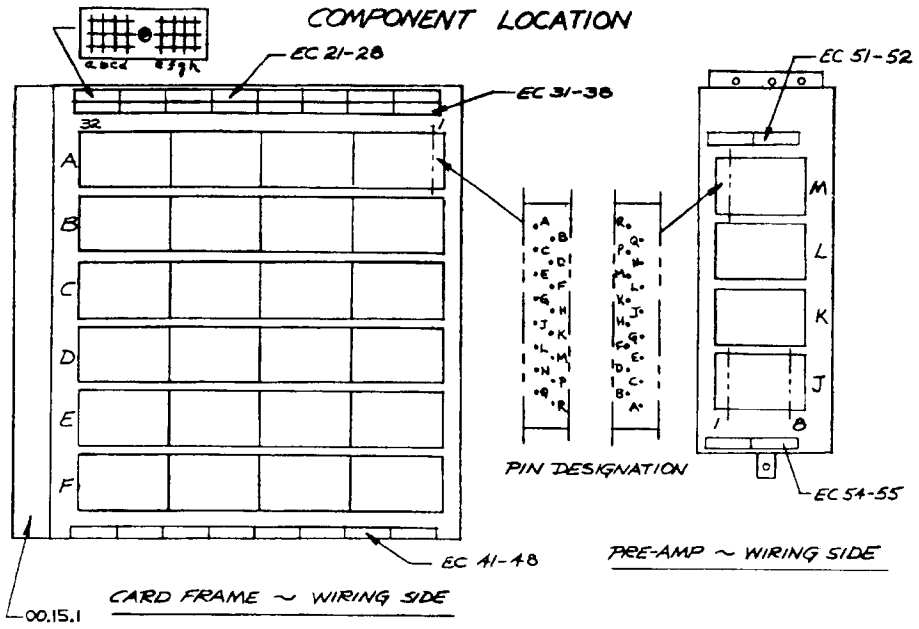 COMPONENT LOCATION
abcd efgh
EC 21-28
EC 31-38
EC 51-52
32
1
A
B
C
D
E
F
A
B
C
D
E
F
G
H
J
K
L
M
N
P
Q
R
R
Q
P
N
M
L
K
J
H
G
F
E
D
C
B
A
M
L
K
J
1
8
PIN DESIGNATION
EC 54-55
EC 41-48
PRE-AMP ~ WIRING SIDE
CARD FRAME ~ WIRING SIDE
00.15.1